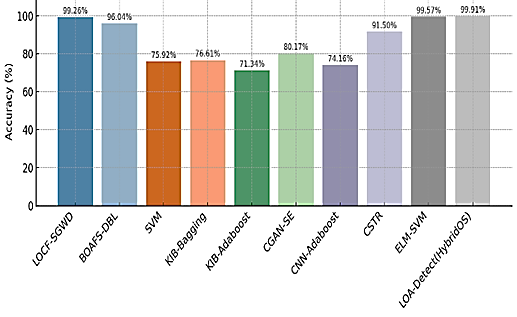 Accuracy (%)
100
80
60
40
20
0
99.26%
96.04%
75.92%
76.61%
71.34%
80.17%
74.16%
91.50%
99.57%
99.91%
LOCF-SGWD
BOAFS-DBL
SVM
KIB-Bagging
KIB-Adaboost
CGAN-SE
CNN-Adaboost
CSTR
ELM-SVM
LOA-Detect(HybridOS)